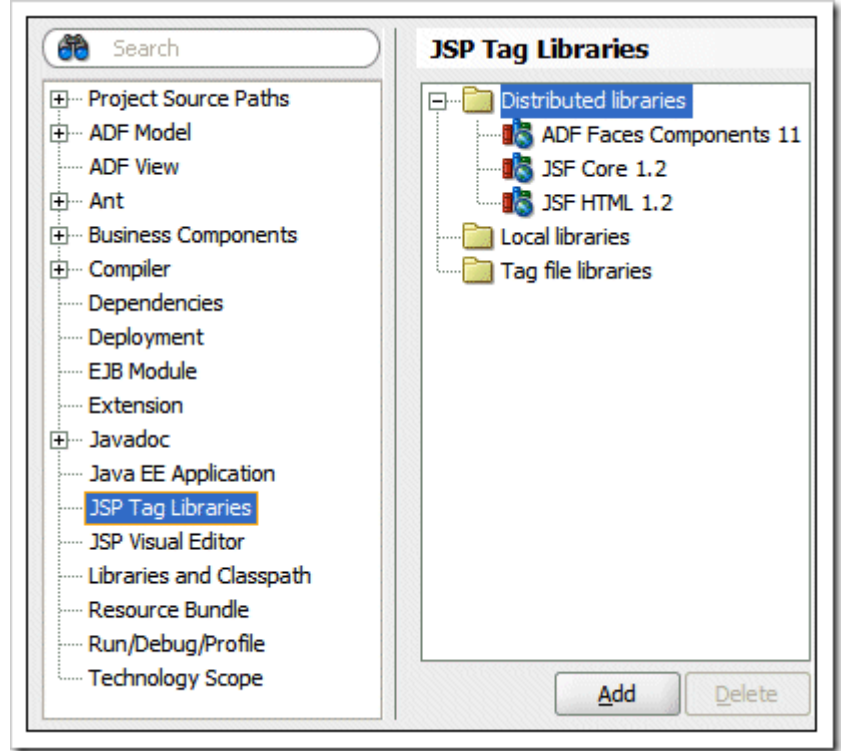 Search
Project Source Paths
ADF Model
ADF View
Ant
Business Components
Compiler
Dependencies
Deployment
EJB Module
Extension
Javadoc
Java EE Application
JSP Tag Libraries
JSP Visual Editor
Libraries and Classpath
Resource Bundle
Run/Debug/Profile
Technology Scope
JSP Tag Libraries
Distributed libraries
ADF Faces Components 11
JSF Core 1.2
JSF HTML 1.2
Local libraries
Tag file libraries
Add
Delete